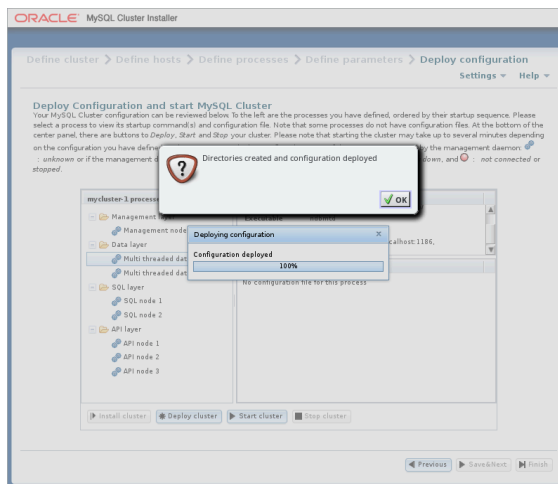 ORACLE MySQL Cluster Installer
Define cluster Define hosts Define processes Define parameters Deploy configuration
Settings Help
Deploy Configuration and start MySQL Cluster
Your MySQL Cluster configuration can be reviewed below. To the left are the processes you have defined, ordered by their startup sequence. Please
select a process to view its startup command(s) and configuration file. Note that some processes do not have configuration files. At the bottom of the
center panel, there are buttons to Deploy, Start and Stop your cluster. Please note that starting the cluster may take up to several minutes depending
on the configuration you have define by the management daemon:
: unknown or if the management d down, and : not connected or
stopped.
Directories created and configuration deployed
OK
mycluster-1 processe
Management layer
Management node
Data layer
Multi threaded dat
Multi threaded dat
SQL layer
SQL node 1
SQL node 2
API layer
API node 1
API node 2
API node 3
Executable
calhost:1186,
Deploying configuration
Configuration deployed
100%
No configuration file for this process
Install cluster Deploy cluster Start cluster Stop cluster
Previous Save&Next Finish